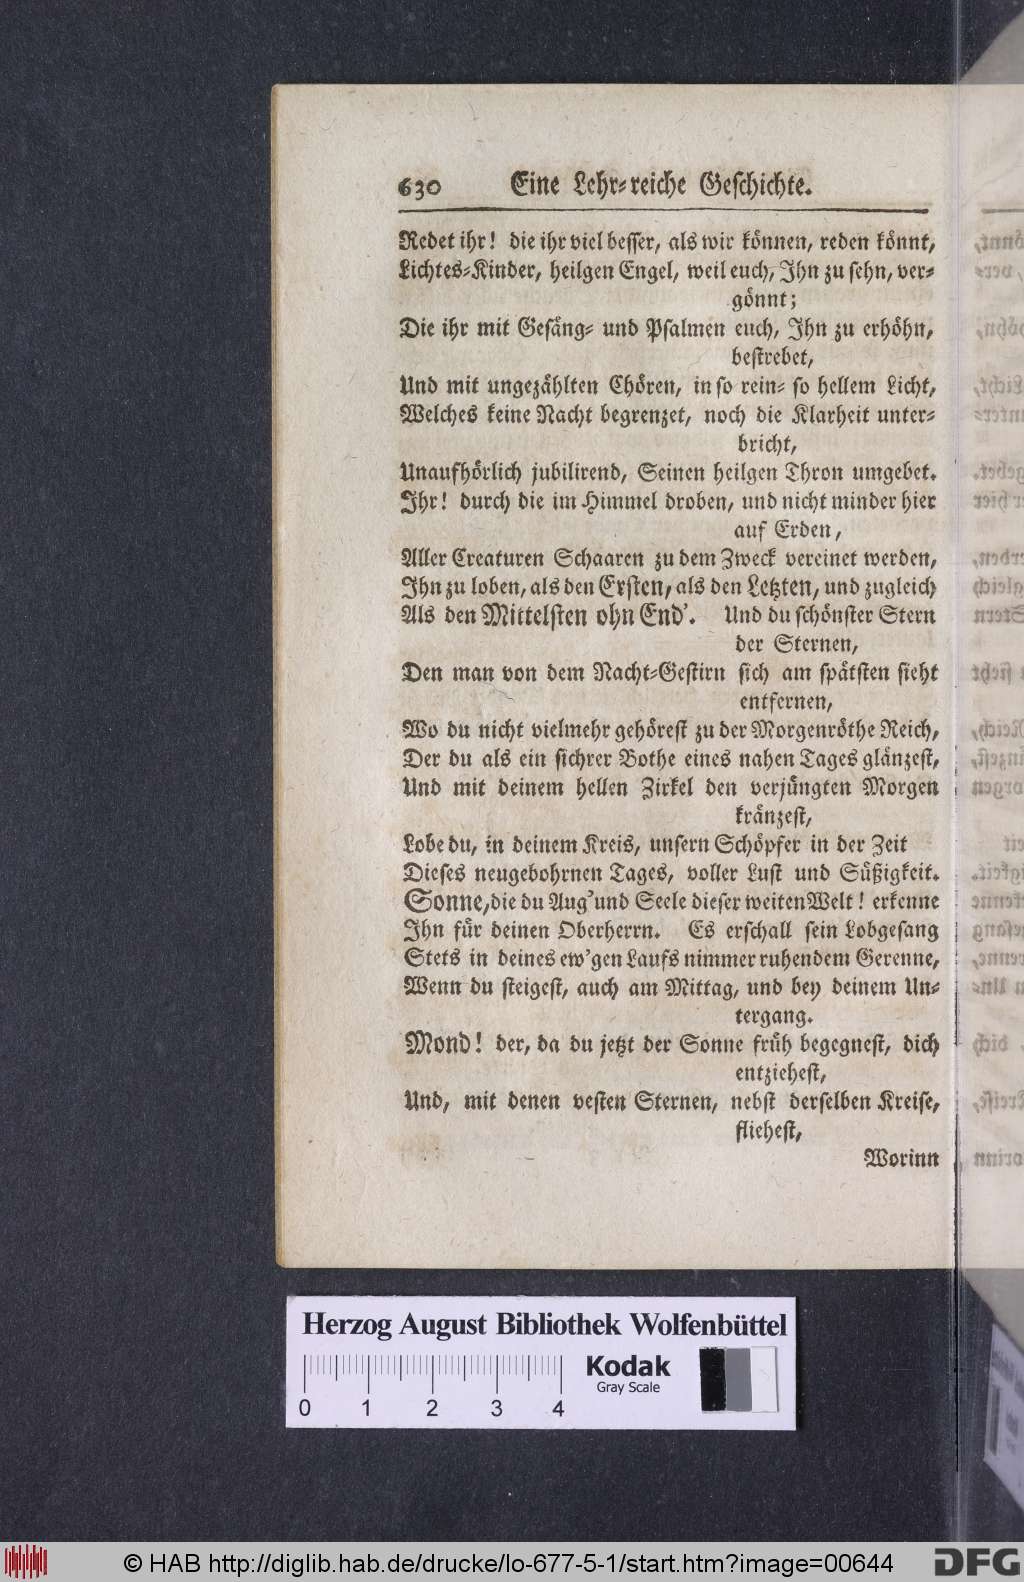 630 Eine Lehr-reiche Geschichte.
Redet ihr! die ihr viel besser, als wir können, reden könnt,
Lichtes-Kinder, heilgen Engel, weil euch, Ihn zu sehn, ver-
gönnt;
Die ihr mit Gesäng- und Psalmen euch, Ihn zu erhöhn,
bestrebet,
Und mit ungezählten Chören, in so rein- so hellem Licht,
Welches keine Nacht begrenzet, noch die Klarheit unter-
bricht,
Unaufhörlich jubilirend, Seinen heilgen Thron umgebet.
Ihr! durch die im Himmel droben, und nicht minder hier
auf Erden,
Aller Creaturen Schaaren zu dem Zweck vereinet werden,
Ihn zu loben, als den Ersten, als den Letzten, und zugleich
Als den Mittelsten ohn End'. Und du schönster Stern
der Sternen,
Den man von dem Nacht-Gestirn sich am spätsten sieht
entfernen,
Wo du nicht vielmehr gehörest zu der Morgenröthe Reich,
Der du als ein sichrer Bothe eines nahen Tages glänzest,
Und mit deinem hellen Zirkel den verjüngten Morgen
kränzest,
Lobe du, in deinem Kreis, unsern Schöpfer in der Zeit
Dieses neugebohrnen Tages, voller Lust und Süßigkeit.
Sonne, die du Aug' und Seele dieser weiten Welt! erkenne
Ihn für deinen Oberherrn. Es erschall sein Lobgesang
Stets in deines ew'gen Laufs nimmer ruhendem Gerenne,
Wenn du steigest, auch am Mittag, und bey deinem Un-
tergang.
Mond! der, da du jetzt der Sonne früh begegnest, dich
entziehest,
Und, mit denen vesten Sternen, nebst derselben Kreise,
fliehest,
Worinn
Herzog August Bibliothek Wolfenbüttel
Kodak
Gray Scale
0 1 2 3 4
© HAB http://diglib.hab.de/drucke/lo-677-5-1/start.htm?image=00644
DFG